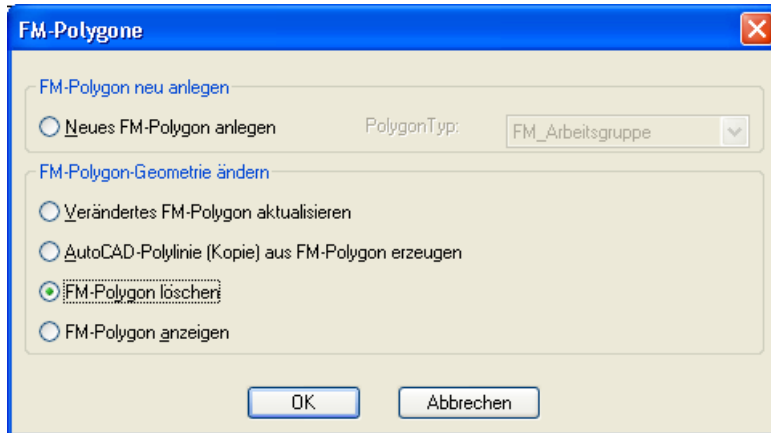 FM-Polygone
FM-Polygon neu anlegen
Neues FM-Polygon anlegen PolygonTyp: FM_Arbeitsgruppe
FM-Polygon-Geometrie ändern
Verändertes FM-Polygon aktualisieren
AutoCAD-Polylinie (Kopie) aus FM-Polygon erzeugen
FM-Polygon löschen
FM-Polygon anzeigen
OK Abbrechen